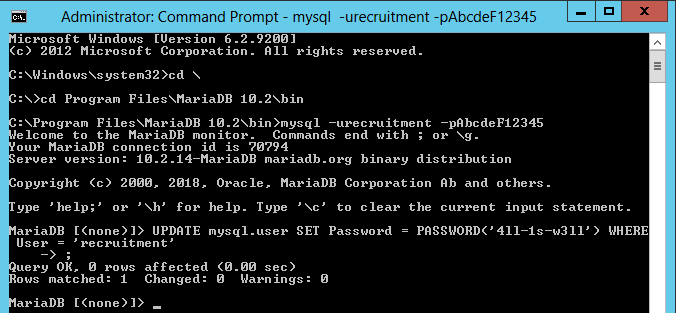 Administrator: Command Prompt - mysql  -urecruitment -pAbcdeF12345
Microsoft Windows [Version 6.2.9200]
(c) 2012 Microsoft Corporation. All rights reserved.
C:\Windows\system32>cd \
C:\>cd Program Files\MariaDB 10.2\bin
C:\Program Files\MariaDB 10.2\bin>mysql -urecruitment -pAbcdeF12345
Welcome to the MariaDB monitor.  Commands end with ; or \g.
Your MariaDB connection id is 70794
Server version: 10.2.14-MariaDB mariadb.org binary distribution
Copyright (c) 2000, 2018, Oracle, MariaDB Corporation Ab and others.
Type 'help;' or '\h' for help. Type '\c' to clear the current input statement.
MariaDB [(none)]> UPDATE mysql.user SET Password = PASSWORD('4ll-1s-w3ll') WHERE
 User = 'recruitment'
    -> ;
Query OK, 0 rows affected (0.00 sec)
Rows matched: 1  Changed: 0  Warnings: 0
MariaDB [(none)]> _